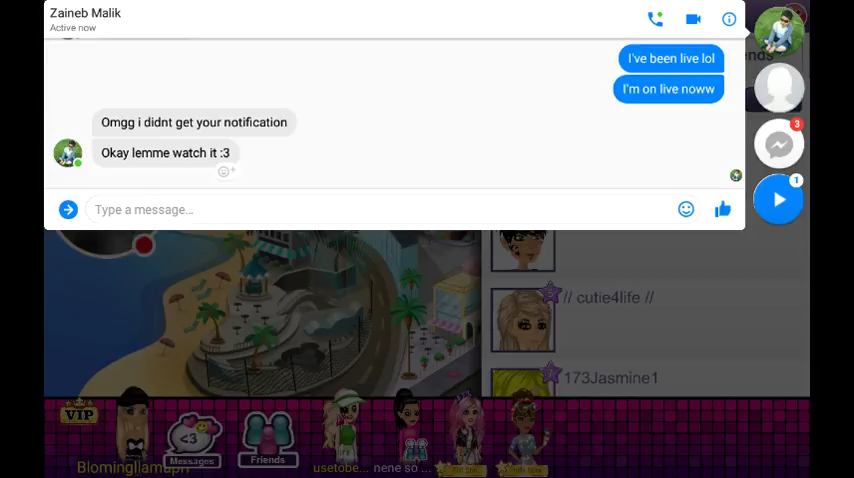 Zaineb Malik
Active now
I've been live lol
I'm on live noww
Omgg i didnt get your notification
Okay lemme watch it :3
Type a message...
3
1
// cutie4life //
173Jasmine1
VIP
<3
Messages
Friends
Blomingllamaph
usetobe...
nene so ...